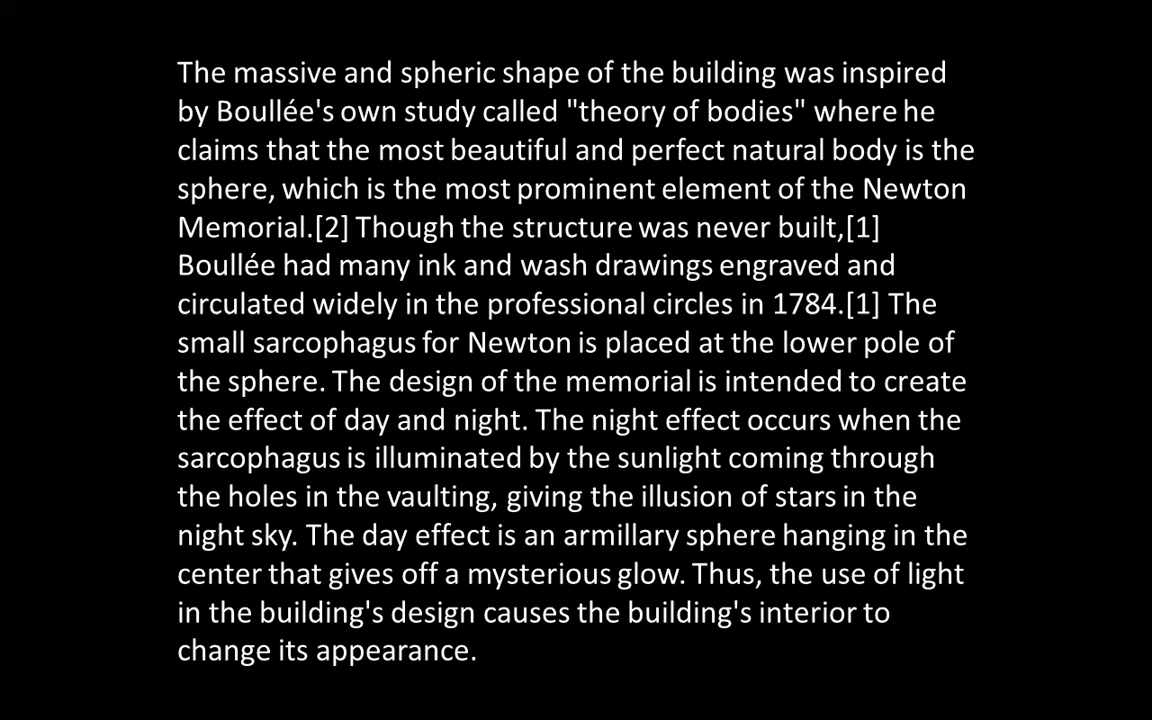 The massive and spheric shape of the building was inspired
by Boullée's own study called "theory of bodies" where he
claims that the most beautiful and perfect natural body is the
sphere, which is the most prominent element of the Newton
Memorial.[2] Though the structure was never built,[1]
Boullée had many ink and wash drawings engraved and
circulated widely in the professional circles in 1784.[1] The
small sarcophagus for Newton is placed at the lower pole of
the sphere. The design of the memorial is intended to create
the effect of day and night. The night effect occurs when the
sarcophagus is illuminated by the sunlight coming through
the holes in the vaulting, giving the illusion of stars in the
night sky. The day effect is an armillary sphere hanging in the
center that gives off a mysterious glow. Thus, the use of light
in the building's design causes the building's interior to
change its appearance.